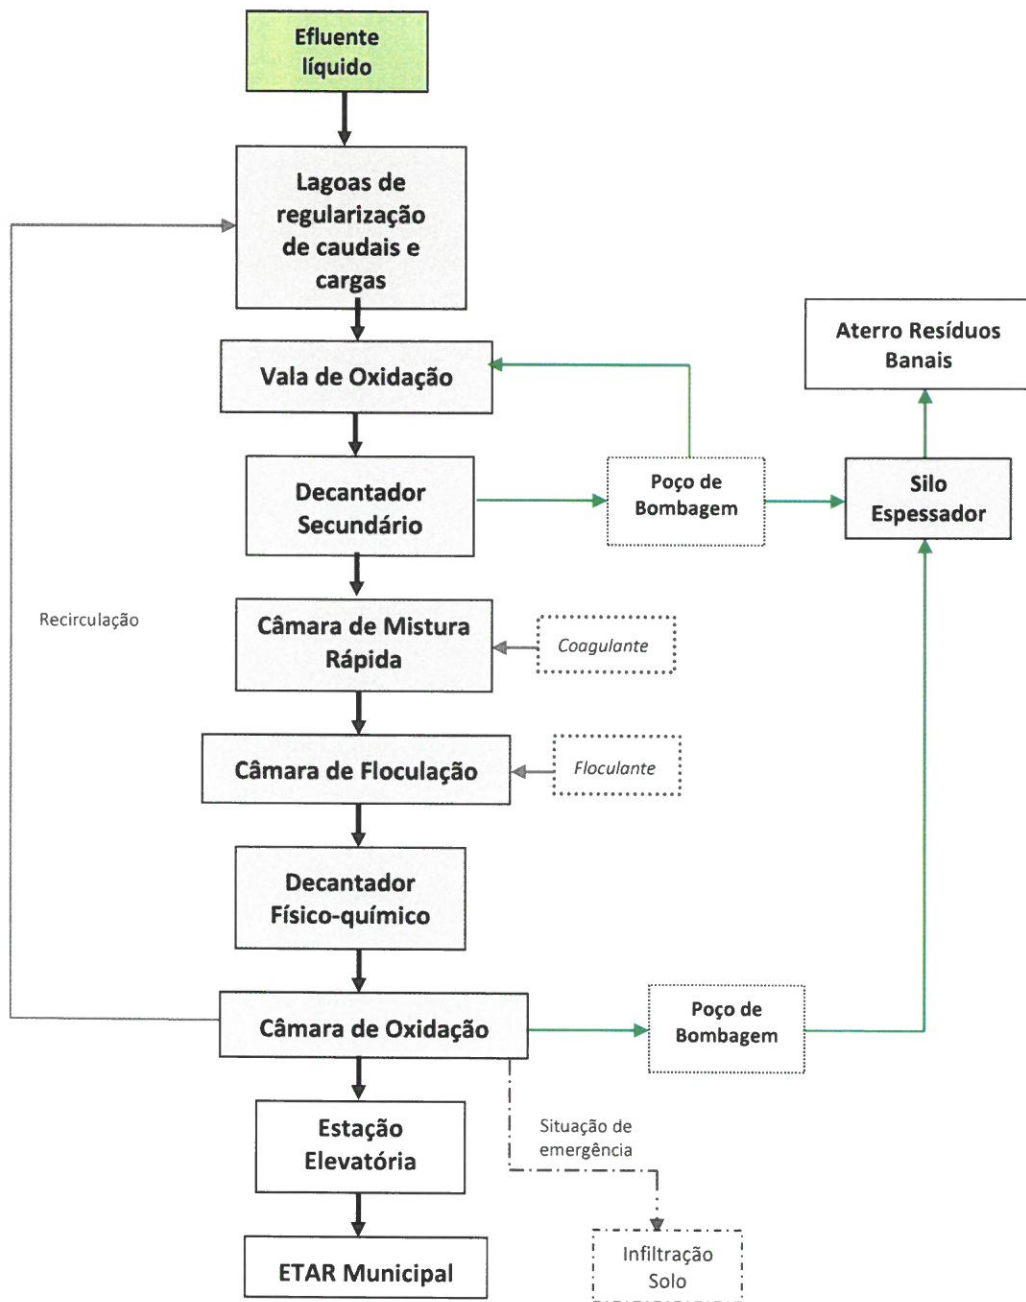 Efluente
líquido
Lagoas de
regularização
de caudais e
cargas
Aterro Resíduos
Banais
Vala de Oxidação
Decantador
Secundário
Poço de
Bombagem
Silo
Espessador
Recirculação
Câmara de Mistura
Rápida
Coagulante
Câmara de Floculação
Floculante
Decantador
Físico-químico
Câmara de Oxidação
Poço de
Bombagem
Estação
Elevatória
Situação de
emergência
ETAR Municipal
Infiltração
Solo